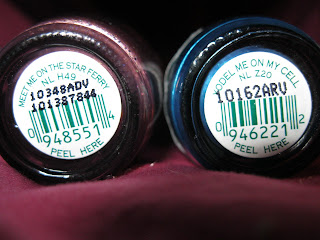 MEET ME ON THE STAR FERRY
NL H49
10348ADV
101387844
0 948551 4
PEEL HERE
MODEL ME ON MY CELL
NL Z20
10162ARV
0 946221 2
PEEL HERE